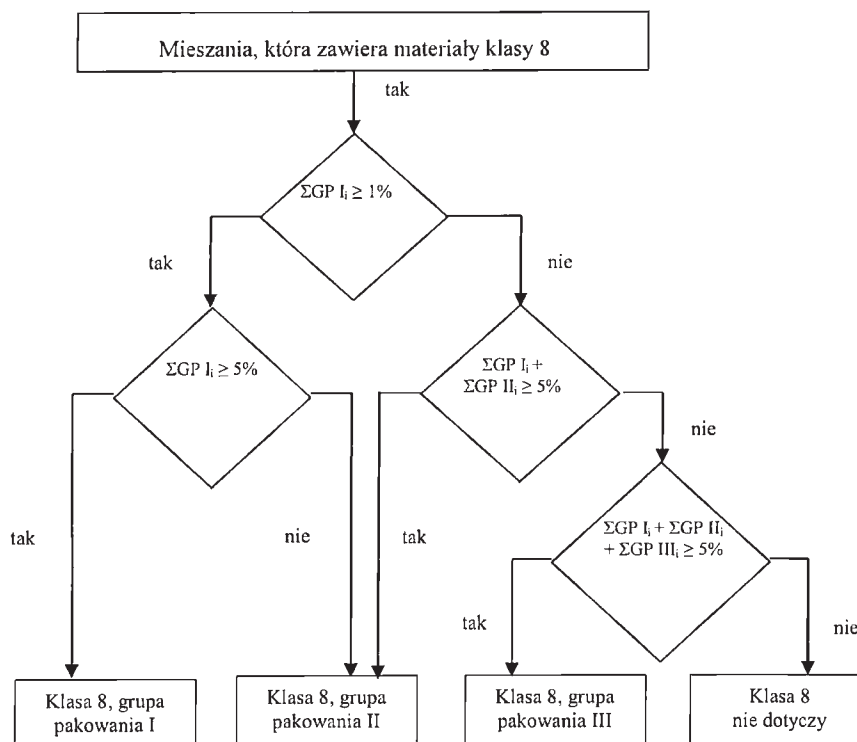 Mieszania, która zawiera materiały klasy 8
tak
ΣGP Iᵢ ≥ 1%
tak
nie
ΣGP Iᵢ ≥ 5%
ΣGP Iᵢ +
ΣGP IIᵢ ≥ 5%
nie
tak
nie
tak
ΣGP Iᵢ + ΣGP IIᵢ
+ ΣGP IIIᵢ ≥ 5%
tak
nie
Klasa 8, grupa
pakowania I
Klasa 8, grupa
pakowania II
Klasa 8, grupa
pakowania III
Klasa 8
nie dotyczy